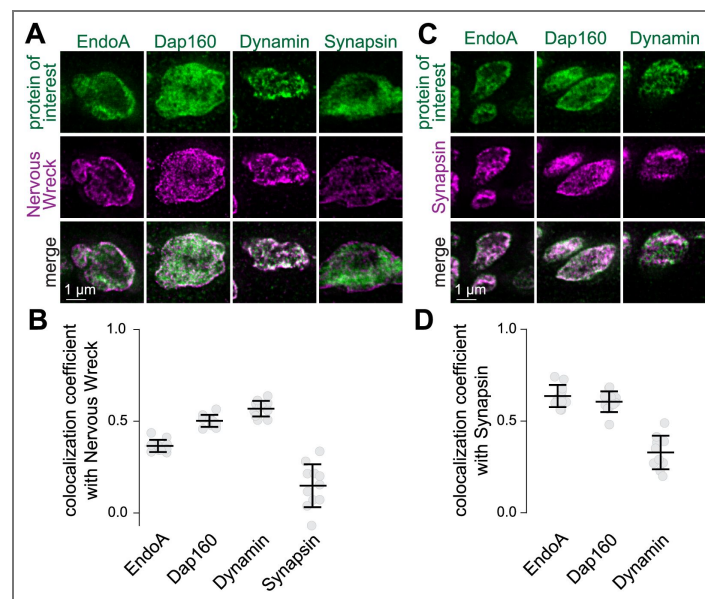 A
EndoA Dap160 Dynamin Synapsin
protein of
interest
Nervous
Wreck
merge
1 µm
B
colocalization coefficient
with Nervous Wreck
1.0
0.5
0.0
EndoA
Dap160
Dynamin
Synapsin
C
EndoA Dap160 Dynamin
protein of
interest
Synapsin
merge
1 µm
D
colocalization coefficient
with Synapsin
1.0
0.5
0.0
EndoA
Dap160
Dynamin